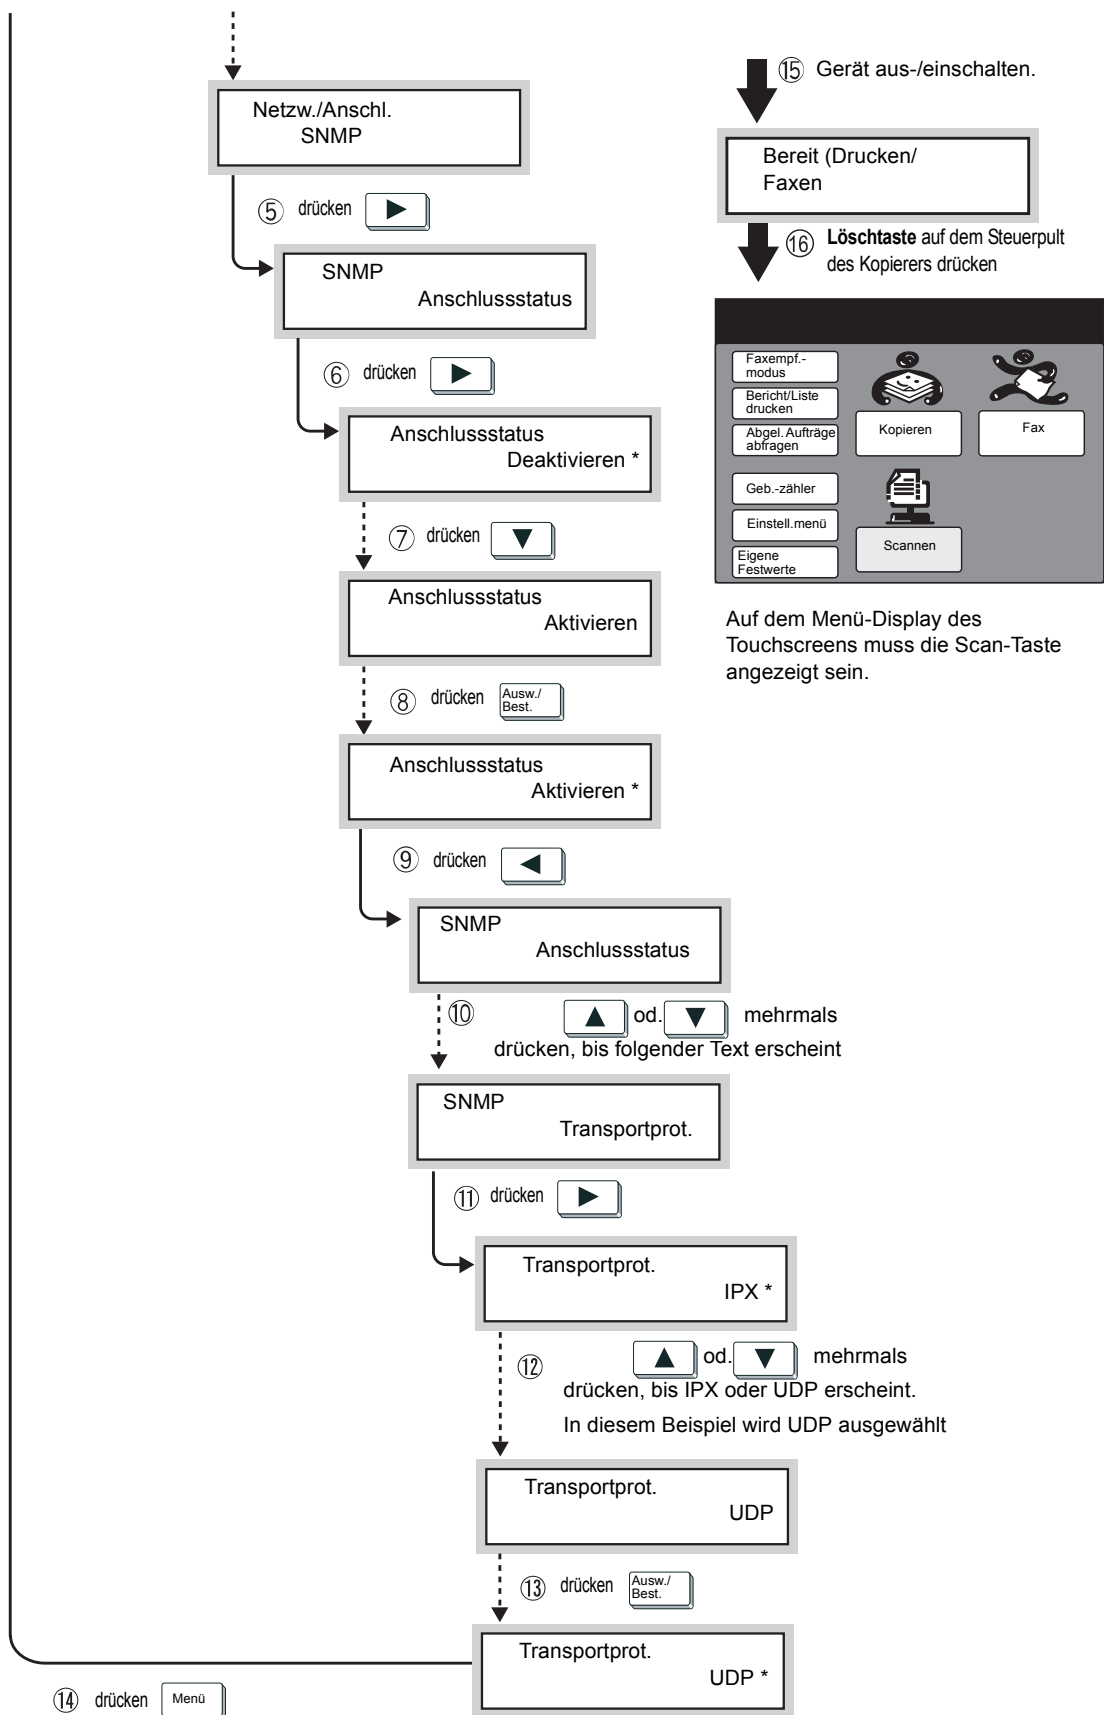 Netzw./Anschl.
SNMP
⑤ drücken
SNMP
Anschlussstatus
⑥ drücken
Anschlussstatus
Deaktivieren *
⑦ drücken
Anschlussstatus
Aktivieren
⑧ drücken Ausw./
Best.
Anschlussstatus
Aktivieren *
⑨ drücken
SNMP
Anschlussstatus
⑩ od. mehrmals
drücken, bis folgender Text erscheint
SNMP
Transportprot.
⑪ drücken
Transportprot.
IPX *
⑫ od. mehrmals
drücken, bis IPX oder UDP erscheint.
In diesem Beispiel wird UDP ausgewählt
Transportprot.
UDP
⑬ drücken Ausw./
Best.
Transportprot.
UDP *
⑭ drücken Menü
⑮ Gerät aus-/einschalten.
Bereit (Drucken/
Faxen
⑯ Löschtaste auf dem Steuerpult
des Kopierers drücken
Faxempf.-
modus
Bericht/Liste
drucken
Abgel. Aufträge
abfragen
Kopieren
Fax
Geb.-zähler
Einstell.menü
Eigene
Festwerte
Scannen
Auf dem Menü-Display des
Touchscreens muss die Scan-Taste
angezeigt sein.